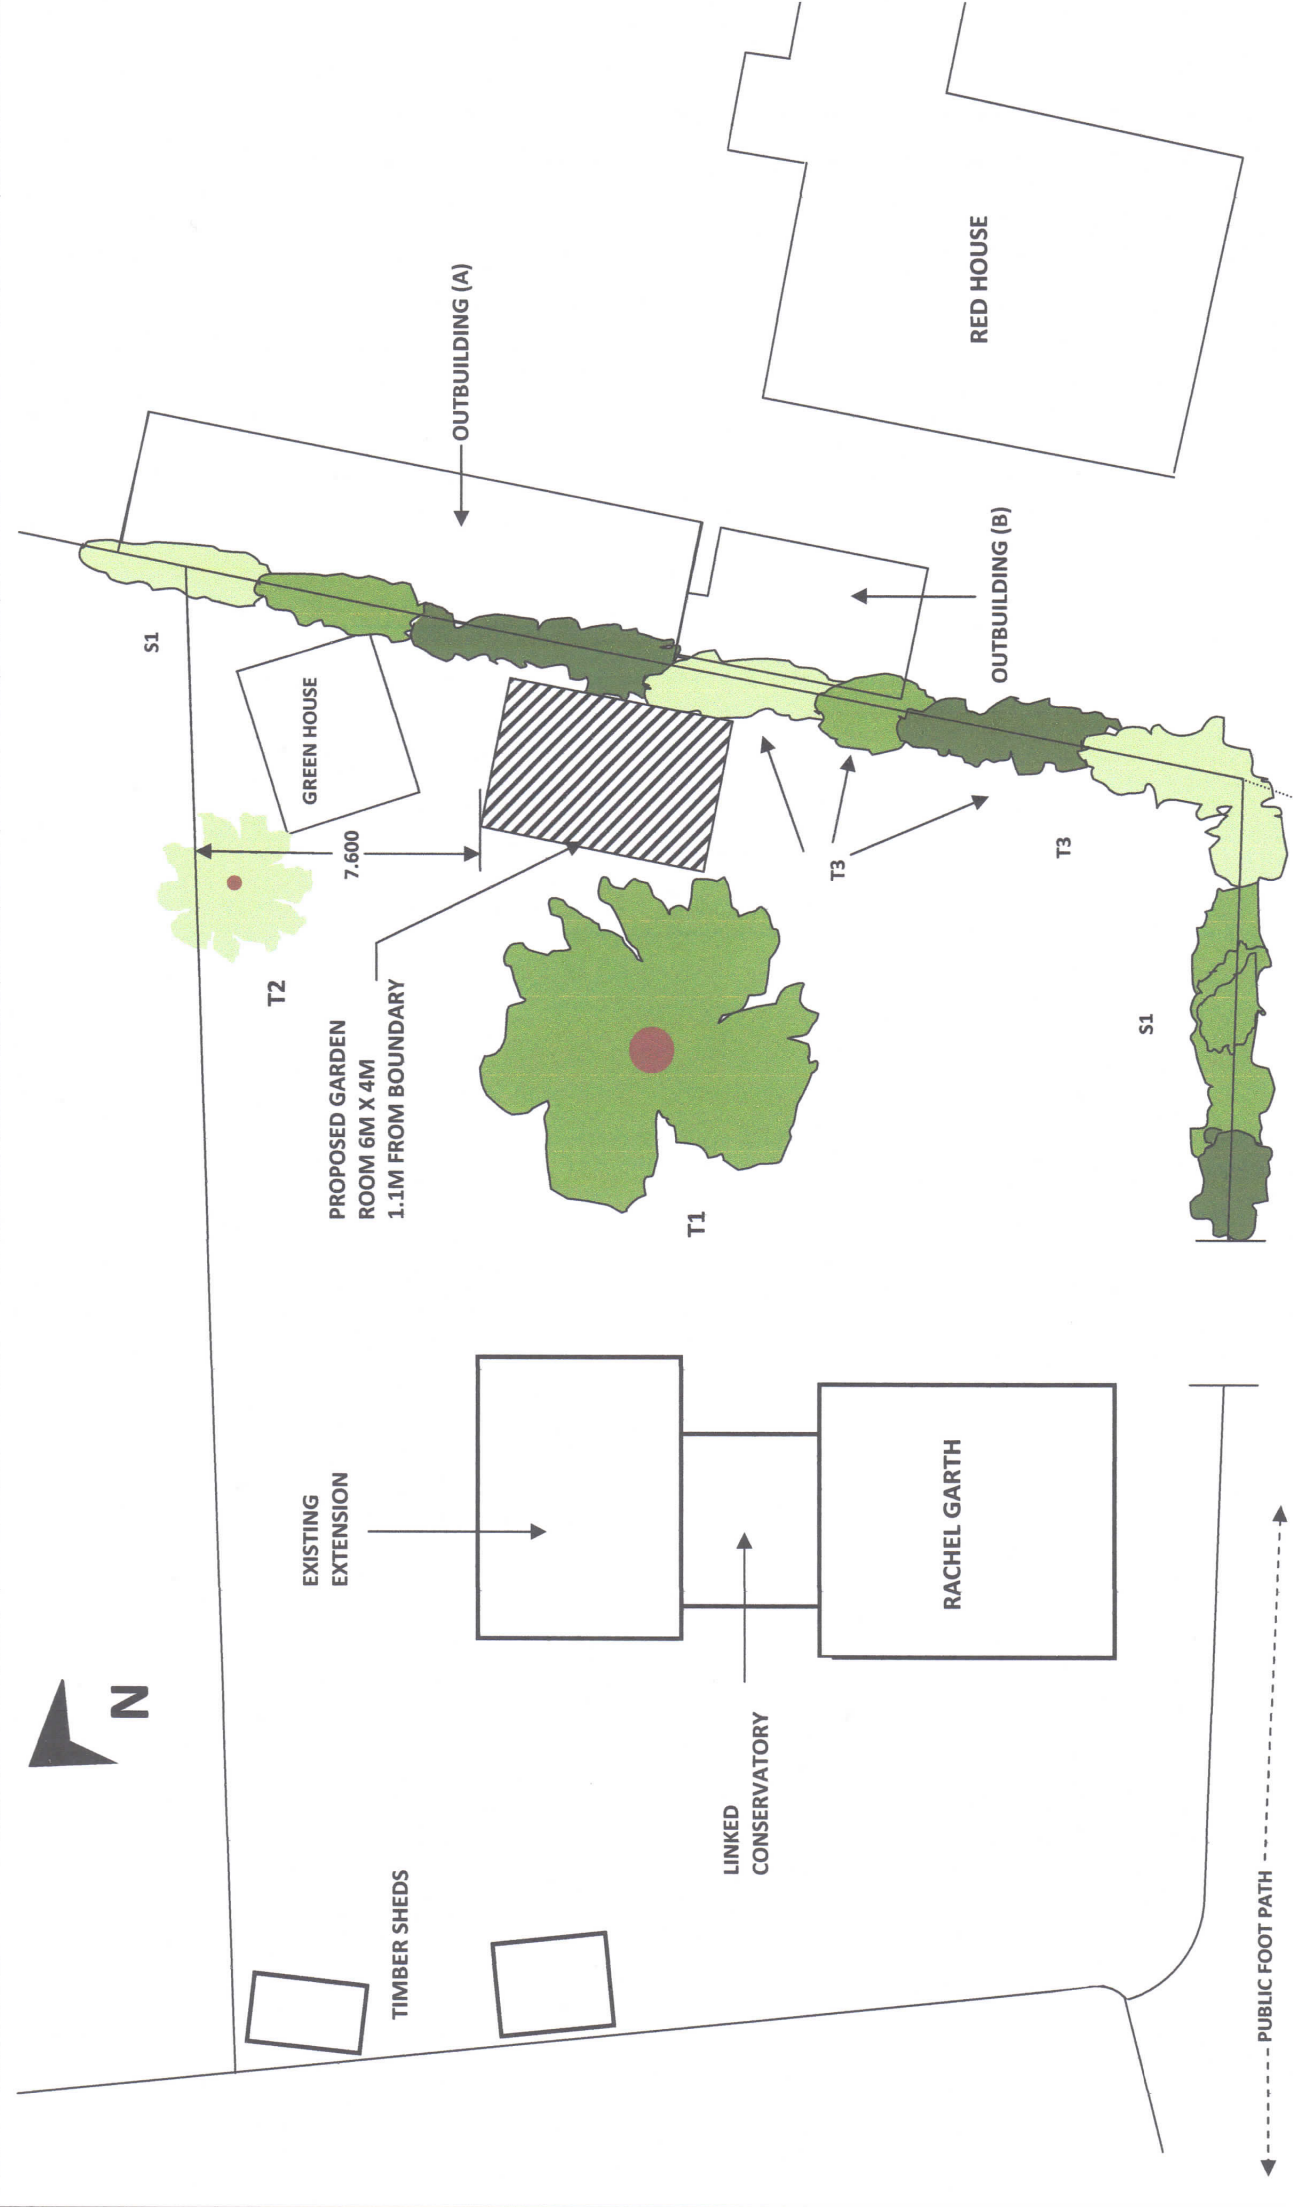 N
TIMBER SHEDS
EXISTING
EXTENSION
LINKED
CONSERVATORY
RACHEL GARTH
PUBLIC FOOT PATH
PROPOSED GARDEN
ROOM 6M X 4M
1.1M FROM BOUNDARY
T2
T1
7.600
GREEN HOUSE
S1
T3
T3
S1
OUTBUILDING (A)
OUTBUILDING (B)
RED HOUSE